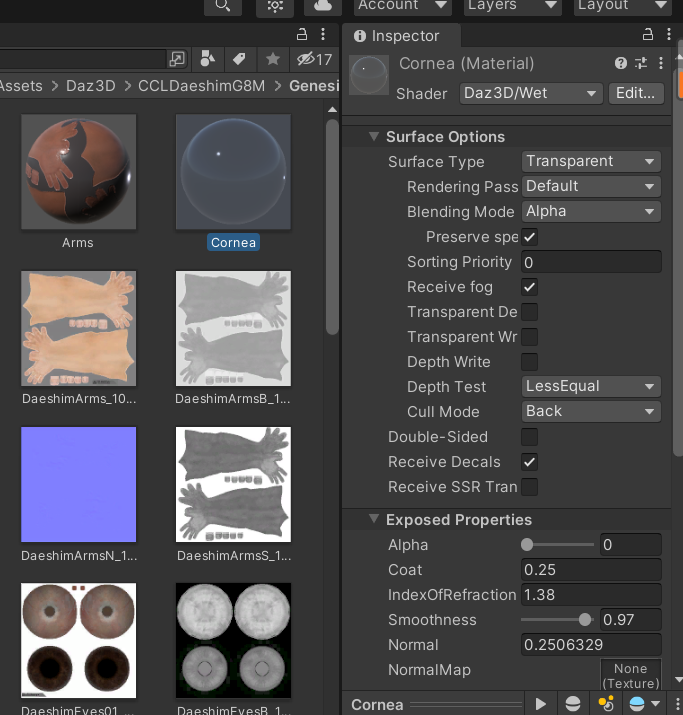 Account
Layers
Layout
17
Assets > Daz3D > CCLDaeshimG8M > Genesi
Arms
Cornea
DaeshimArms_10...
DaeshimArmsB_1...
DaeshimArmsN_1...
DaeshimArmsS_1...
DaeshimEyes01_...
DaeshimEyesB_1...
Inspector
Cornea (Material)
Shader Daz3D/Wet Edit...
Surface Options
Surface Type Transparent
Rendering Pass Default
Blending Mode Alpha
Preserve spe
Sorting Priority 0
Receive fog
Transparent De
Transparent Wr
Depth Write
Depth Test LessEqual
Cull Mode Back
Double-Sided
Receive Decals
Receive SSR Tran
Exposed Properties
Alpha 0
Coat 0.25
IndexOfRefraction 1.38
Smoothness 0.97
Normal 0.2506329
NormalMap None
(Texture)
Cornea